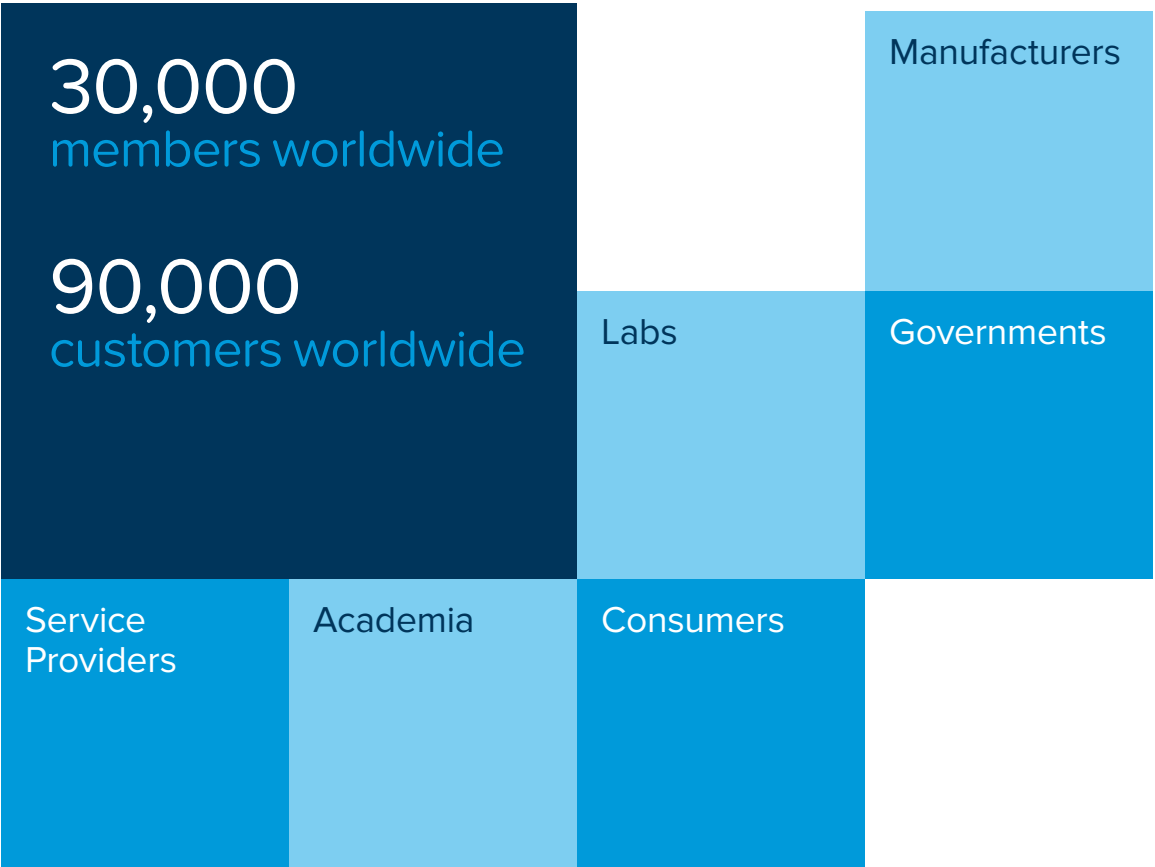 30,000
members worldwide
90,000
customers worldwide
Manufacturers
Labs
Governments
Service
Providers
Academia
Consumers